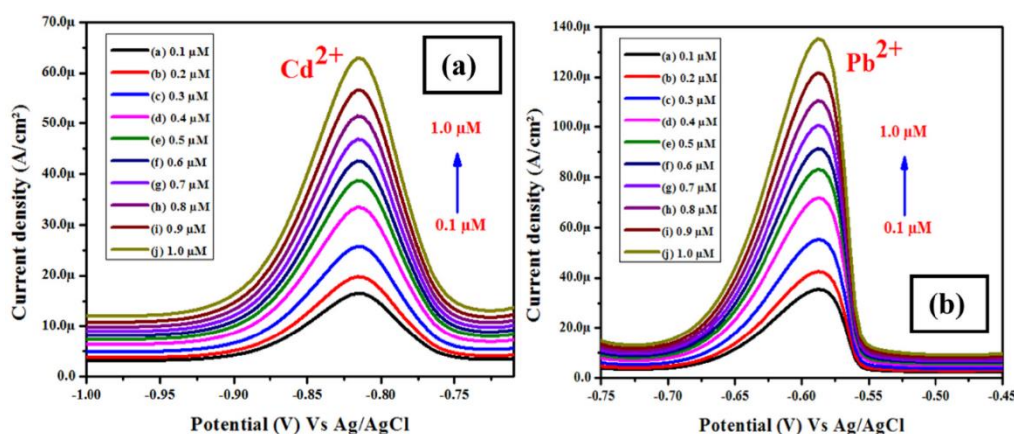 70.0µ
60.0µ
50.0µ
40.0µ
30.0µ
20.0µ
10.0µ
0.0
Current density (A/cm²)
(a) 0.1 µM
(b) 0.2 µM
(c) 0.3 µM
(d) 0.4 µM
(e) 0.5 µM
(f) 0.6 µM
(g) 0.7 µM
(h) 0.8 µM
(i) 0.9 µM
(j) 1.0 µM
Cd²⁺
(a)
1.0 µM
0.1 µM
-1.00
-0.95
-0.90
-0.85
-0.80
-0.75
Potential (V) Vs Ag/AgCl
140.0µ
120.0µ
100.0µ
80.0µ
60.0µ
40.0µ
20.0µ
0.0
Current density (A/cm²)
(a) 0.1 µM
(b) 0.2 µM
(c) 0.3 µM
(d) 0.4 µM
(e) 0.5 µM
(f) 0.6 µM
(g) 0.7 µM
(h) 0.8 µM
(i) 0.9 µM
(j) 1.0 µM
Pb²⁺
1.0 µM
0.1 µM
(b)
-0.75
-0.70
-0.65
-0.60
-0.55
-0.50
-0.45
Potential (V) Vs Ag/AgCl